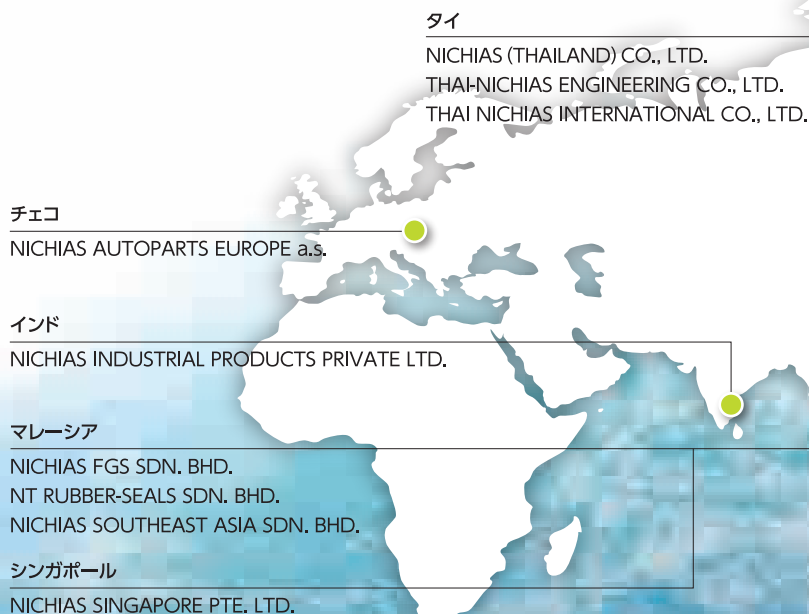 タイ
NICHIAS (THAILAND) CO., LTD.
THAI-NICHIAS ENGINEERING CO., LTD.
THAI NICHIAS INTERNATIONAL CO., LTD.
チェコ
NICHIAS AUTOPARTS EUROPE a.s.
インド
NICHIAS INDUSTRIAL PRODUCTS PRIVATE LTD.
マレーシア
NICHIAS FGS SDN. BHD.
NT RUBBER-SEALS SDN. BHD.
NICHIAS SOUTHEAST ASIA SDN. BHD.
シンガポール
NICHIAS SINGAPORE PTE. LTD.